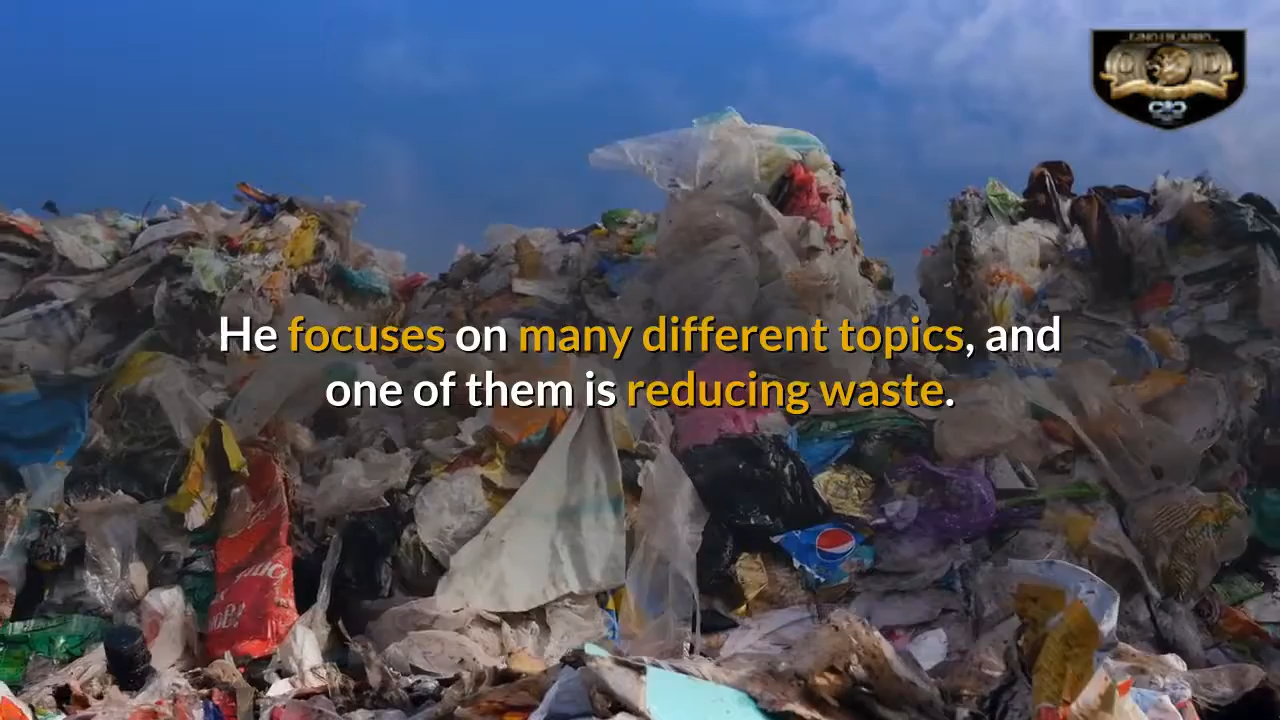 He focuses on many different topics, and
one of them is reducing waste.